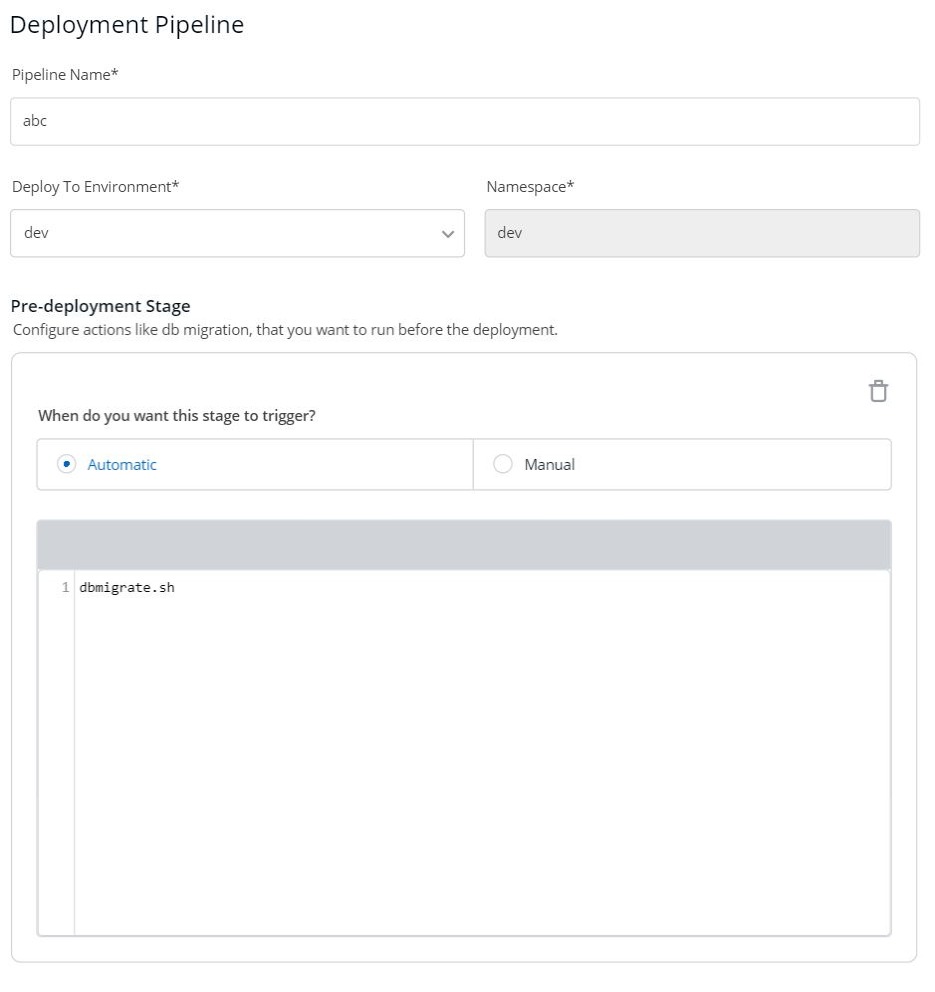 Deployment Pipeline
Pipeline Name*
abc
Deploy To Environment* Namespace*
dev dev
Pre-deployment Stage
Configure actions like db migration, that you want to run before the deployment.
When do you want this stage to trigger?
Automatic Manual
1 dbmigrate.sh